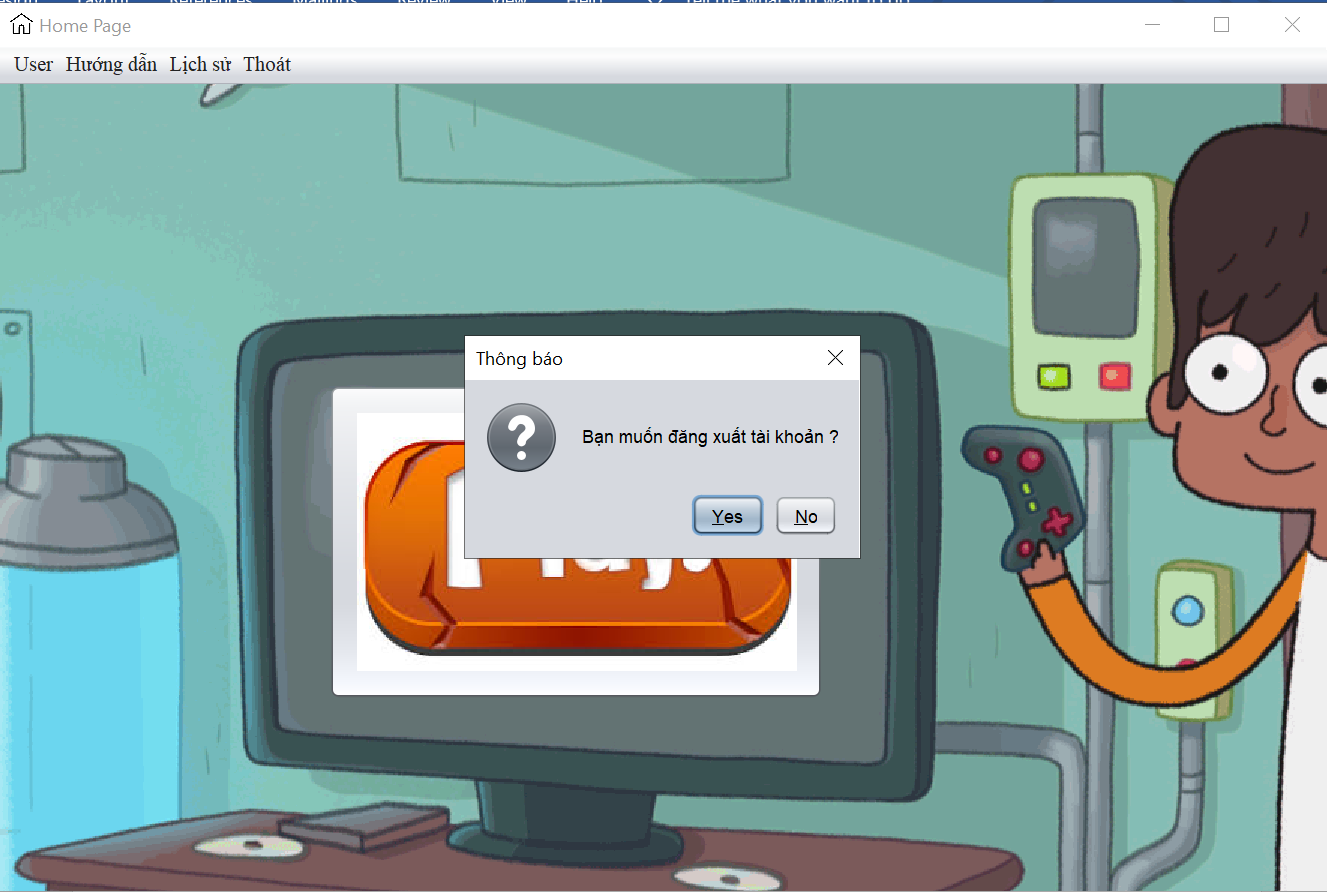 Home Page
User Hướng dẫn Lịch sử Thoát
Thông báo
Bạn muốn đăng xuất tài khoản ?
Yes No